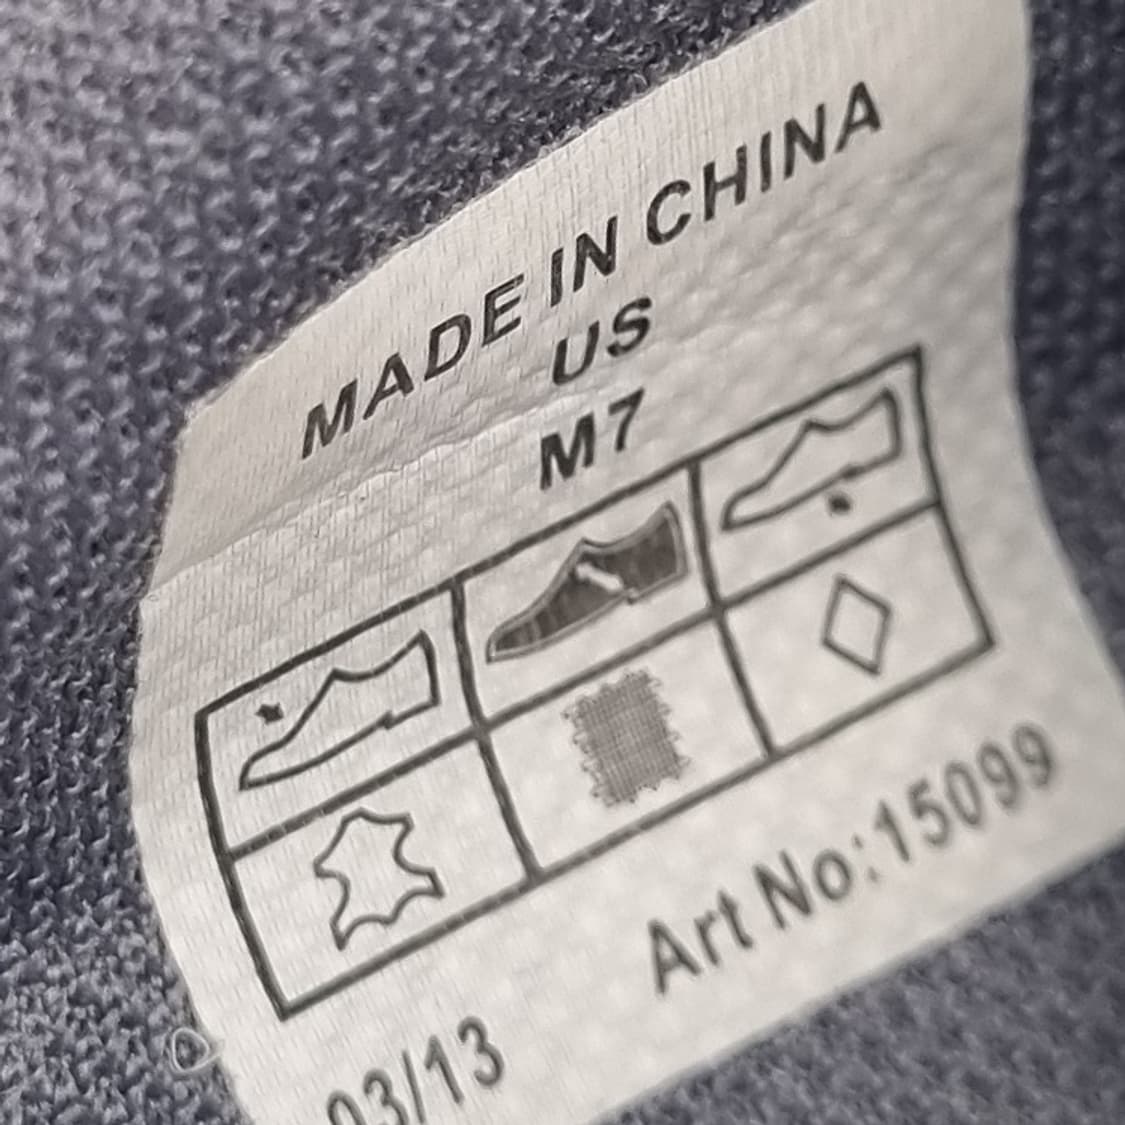 MADE IN CHINA
US
M7
Art No:15099
03/13